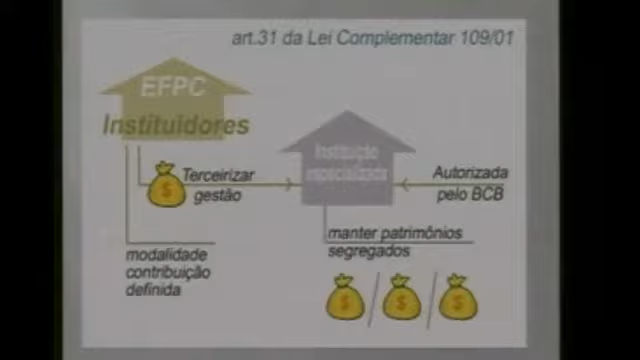 art.31 da Lei Complementar 109/01
EFPC
Instituidores
Instituição
especializada
Terceirizar
gestão
Autorizada
pelo BCB
manter patrimônios
segregados
modalidade
contribuição
definida
$
$
$
$